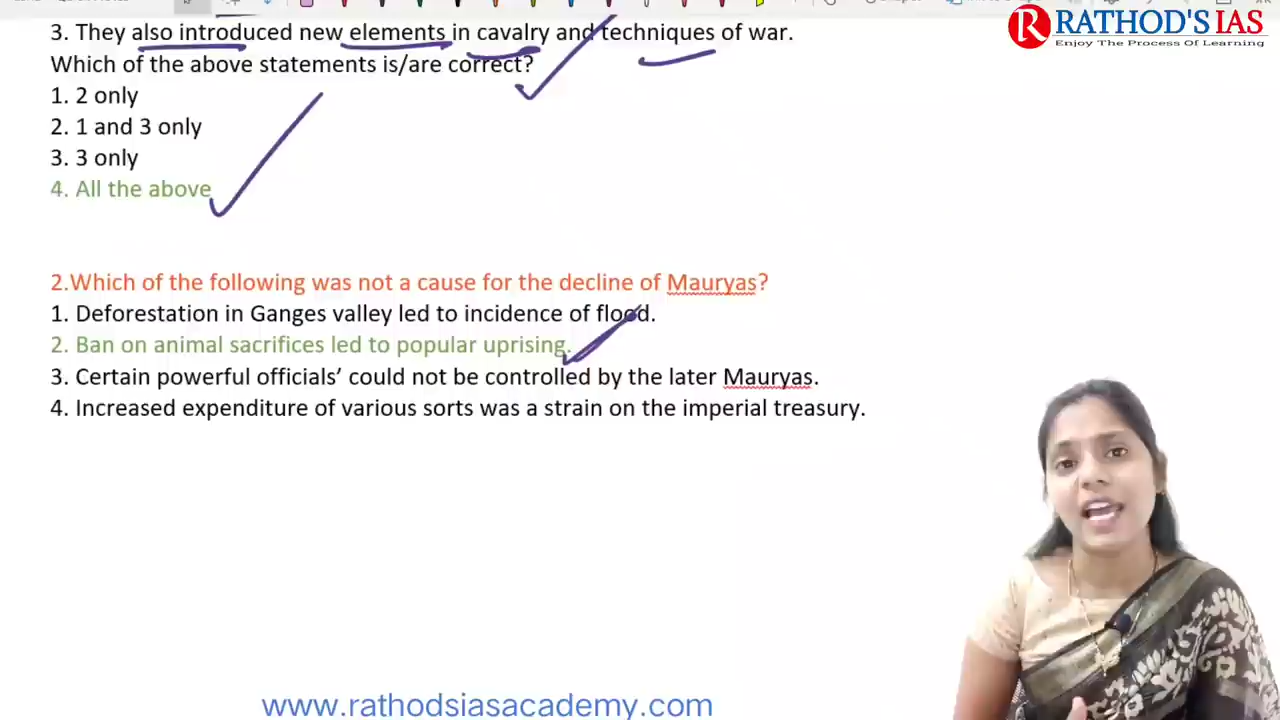 RATHOD'S IAS
Enjoy The Process Of Learning
3. They also introduced new elements in cavalry and techniques of war.
Which of the above statements is/are correct?
1. 2 only
2. 1 and 3 only
3. 3 only
4. All the above
2.Which of the following was not a cause for the decline of Mauryas?
1. Deforestation in Ganges valley led to incidence of flood.
2. Ban on animal sacrifices led to popular uprising.
3. Certain powerful officials’ could not be controlled by the later Mauryas.
4. Increased expenditure of various sorts was a strain on the imperial treasury.
www.rathodsiasacademy.com